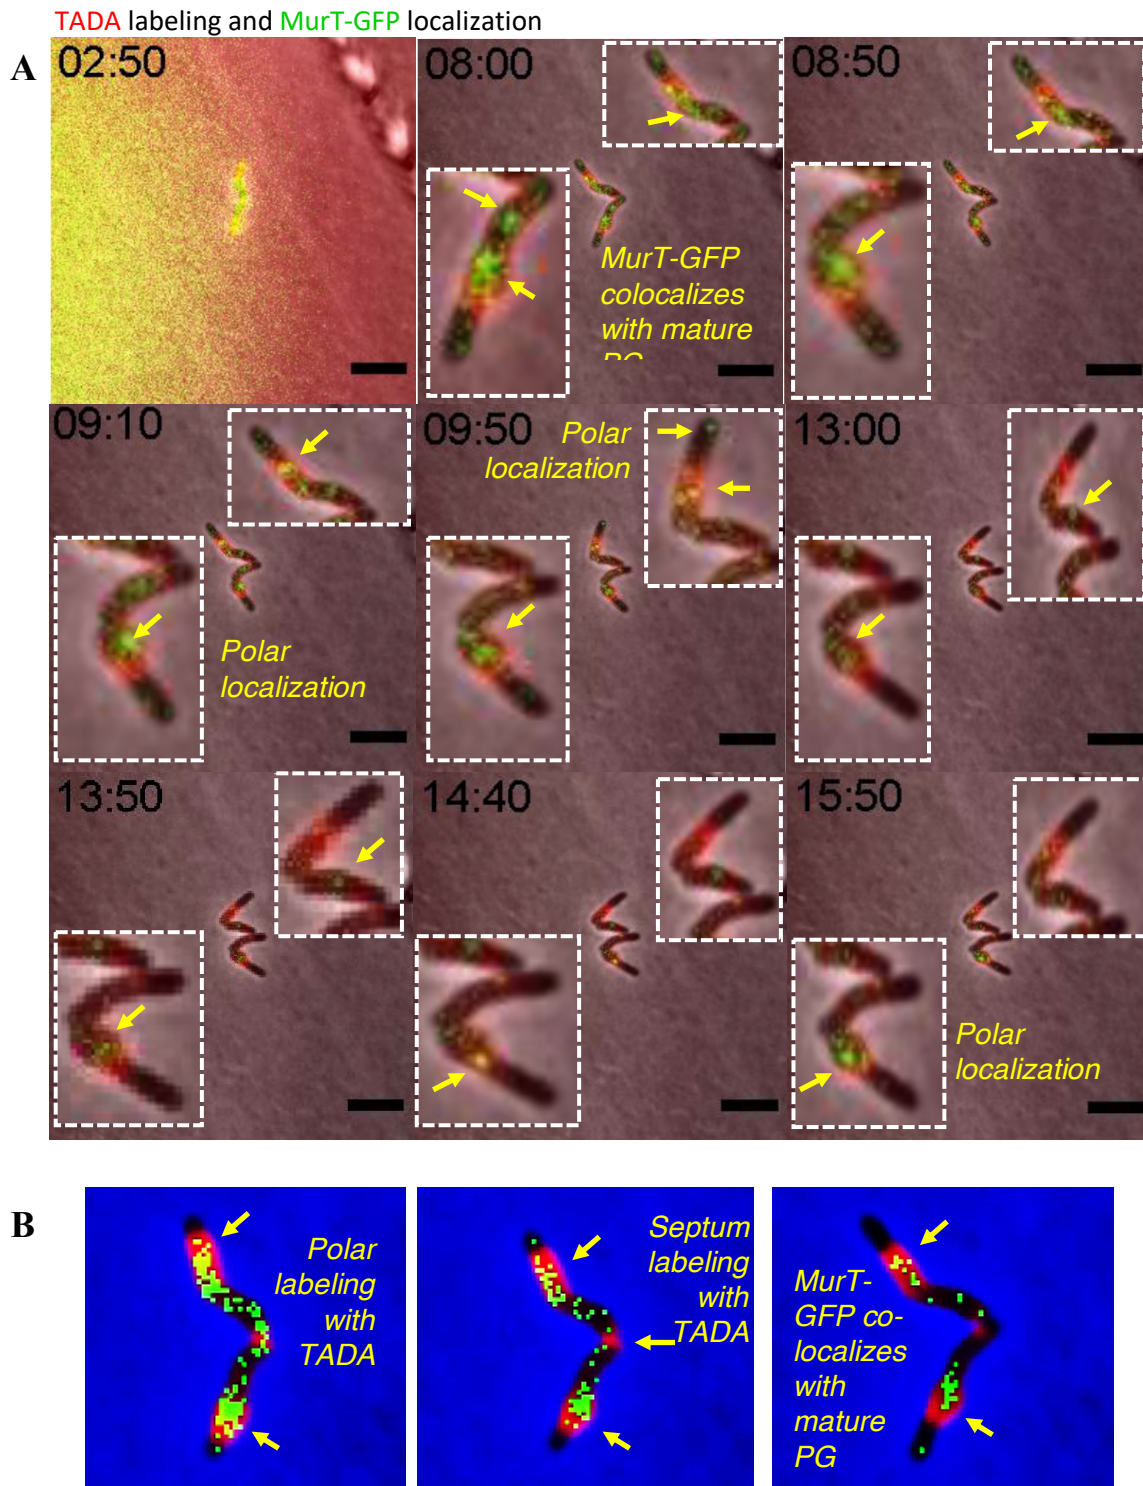 TADA labeling and MurT-GFP localization
A
02:50
08:00
08:50
MurT-GFP
colocalizes
with mature
PG
09:10
09:50
13:00
Polar
localization
Polar
localization
13:50
14:40
15:50
Polar
localization
B
Polar
labeling
with
TADA
Septum
labeling
with
TADA
MurT-
GFP co-
localizes
with
mature
PG